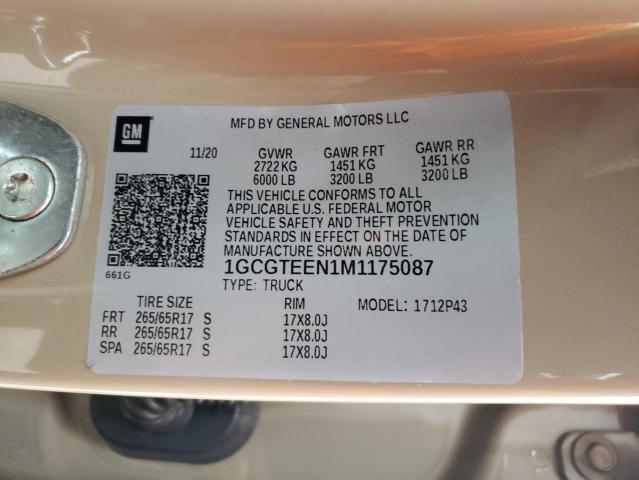 GM
MFD BY GENERAL MOTORS LLC
11/20 GVWR GAWR FRT GAWR RR
2722 KG 1451 KG 1451 KG
6000 LB 3200 LB 3200 LB
THIS VEHICLE CONFORMS TO ALL
APPLICABLE U.S. FEDERAL MOTOR
VEHICLE SAFETY AND THEFT PREVENTION
STANDARDS IN EFFECT ON THE DATE OF
MANUFACTURE SHOWN ABOVE.
661G
1GCGTEEN1M1175087
TYPE: TRUCK
TIRE SIZE RIM MODEL: 1712P43
FRT 265/65R17 S 17X8.0J
RR 265/65R17 S 17X8.0J
SPA 265/65R17 S 17X8.0J